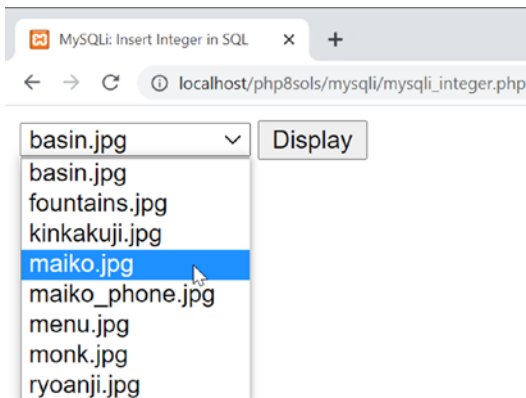 MySQLi: Insert Integer in SQL
localhost/php8sols/mysqli/mysqli_integer.php
basin.jpg Display
basin.jpg
fountains.jpg
kinkakuji.jpg
maiko.jpg
maiko_phone.jpg
menu.jpg
monk.jpg
ryoanji.jpg